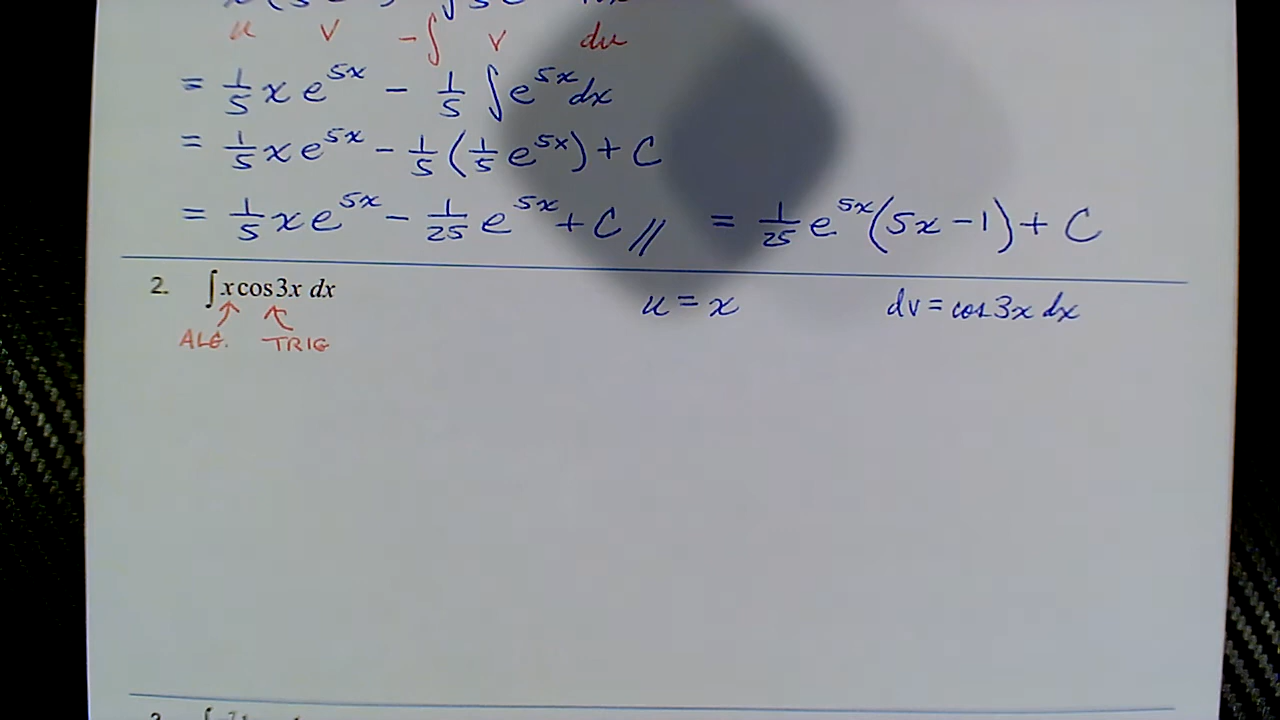 u v -∫ v du
= 1/5 x e^{5x} - 1/5 ∫ e^{5x} dx
= 1/5 x e^{5x} - 1/5 (1/5 e^{5x}) + C
= 1/5 x e^{5x} - 1/25 e^{5x} + C // = 1/25 e^{5x} (5x - 1) + C
2. ∫ x cos 3x dx u = x dv = cos 3x dx
ALG. TRIG